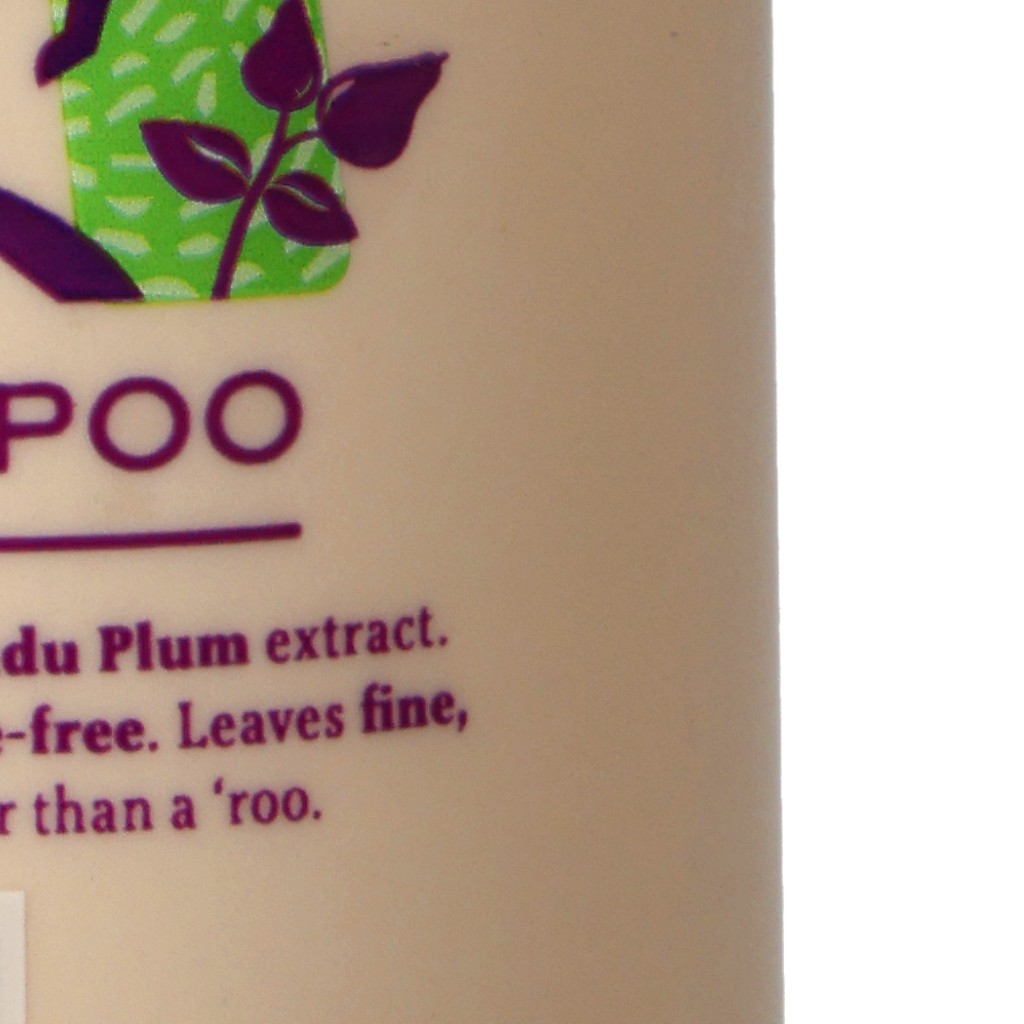 POO
du Plum extract.
-free. Leaves fine,
r than a ‘roo.